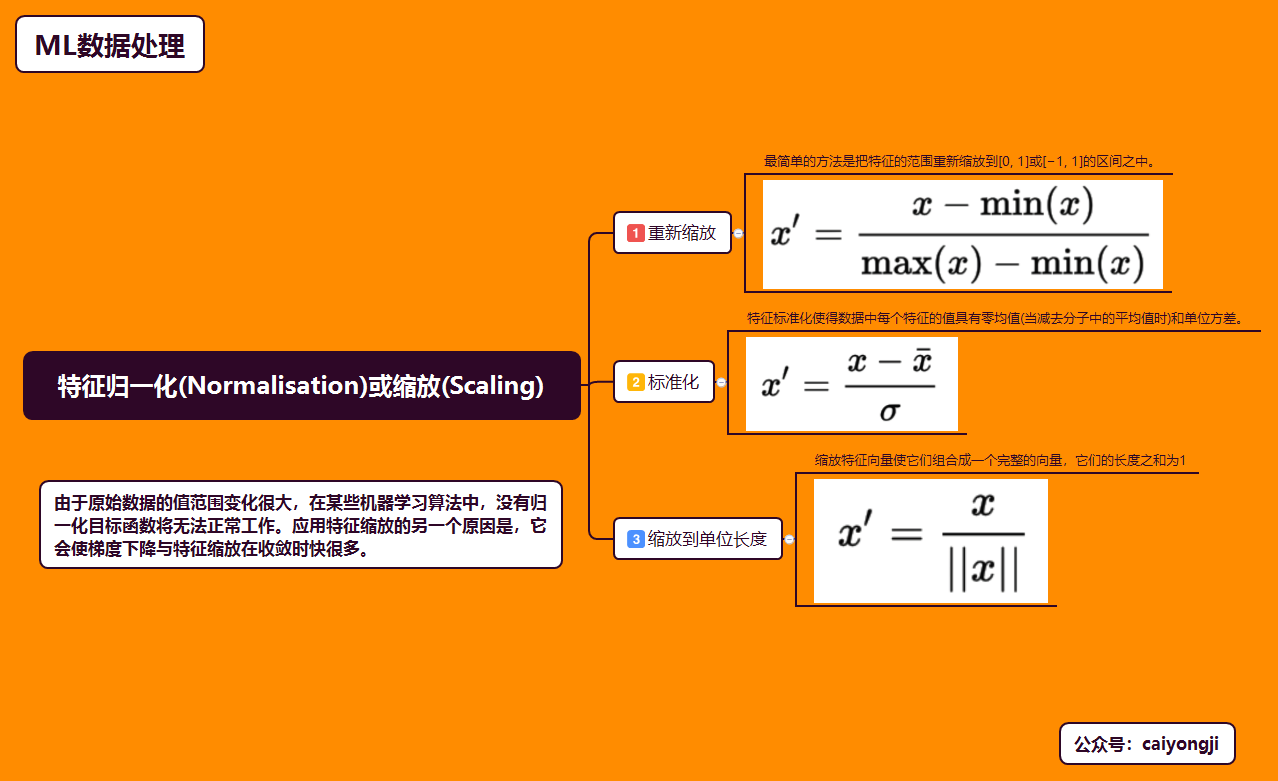 ML数据处理
特征归一化(Normalisation)或缩放(Scaling)
由于原始数据的值范围变化很大，在某些机器学习算法中，没有归
一化目标函数将无法正常工作。应用特征缩放的另一个原因是，它
会使梯度下降与特征缩放在收敛时快很多。
1 重新缩放
最简单的方法是把特征的范围重新缩放到[0, 1]或[−1, 1]的区间之中。
x′ = (x − min(x)) / (max(x) − min(x))
2 标准化
特征标准化使得数据中每个特征的值具有零均值(当减去分子中的平均值时)和单位方差。
x′ = (x − x̄) / σ
3 缩放到单位长度
缩放特征向量使它们组合成一个完整的向量，它们的长度之和为1
x′ = x / ||x||
公众号：caiyongji